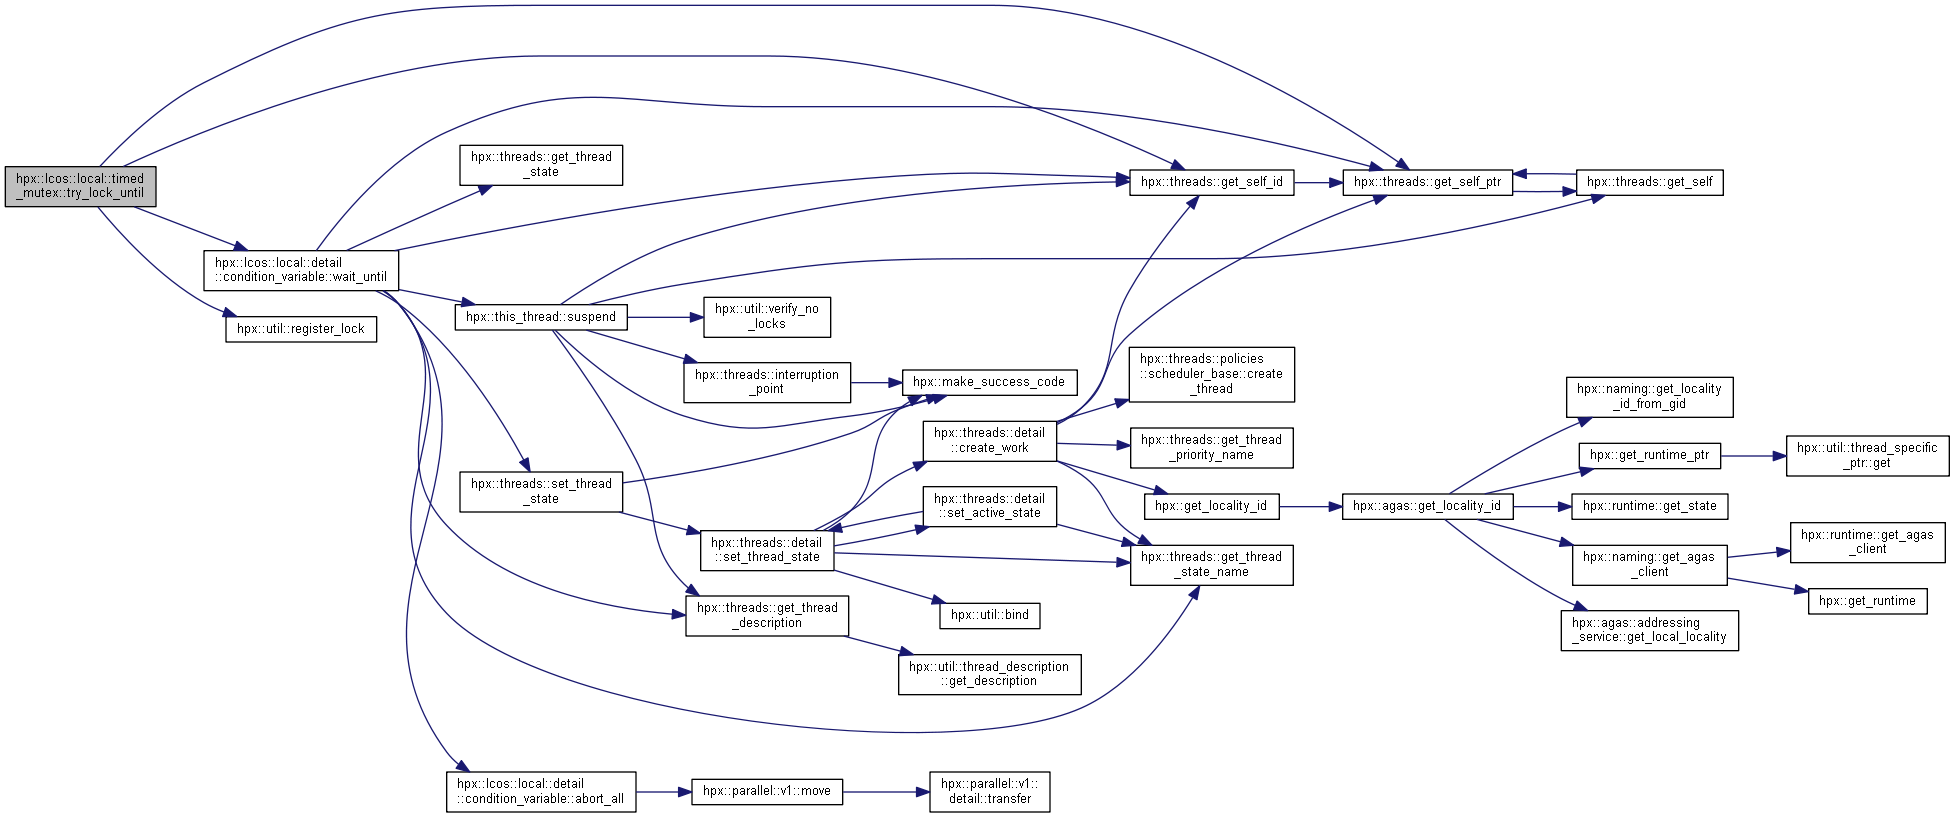 hpx::lcos::local::timed
_mutex::try_lock_until
hpx::lcos::local::detail
::condition_variable::wait_until
hpx::util::register_lock
hpx::threads::get_thread
_state
hpx::this_thread::suspend
hpx::threads::set_thread
_state
hpx::lcos::local::detail
::condition_variable::abort_all
hpx::util::verify_no
_locks
hpx::threads::interruption
_point
hpx::threads::detail
::set_thread_state
hpx::threads::get_thread
_description
hpx::parallel::v1::move
hpx::make_success_code
hpx::threads::detail
::create_work
hpx::threads::detail
::set_active_state
hpx::util::bind
hpx::util::thread_description
::get_description
hpx::parallel::v1::
detail::transfer
hpx::threads::get_self_id
hpx::threads::policies
::scheduler_base::create
_thread
hpx::threads::get_thread
_priority_name
hpx::get_locality_id
hpx::threads::get_thread
_state_name
hpx::threads::get_self_ptr
hpx::agas::get_locality_id
hpx::threads::get_self
hpx::naming::get_locality
_id_from_gid
hpx::get_runtime_ptr
hpx::runtime::get_state
hpx::naming::get_agas
_client
hpx::agas::addressing
_service::get_local_locality
hpx::util::thread_specific
_ptr::get
hpx::runtime::get_agas
_client
hpx::get_runtime